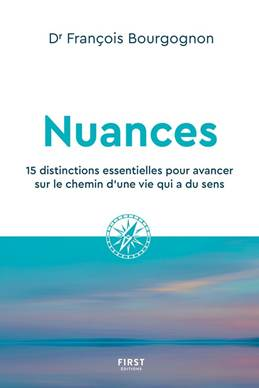 Dr François Bourgognon
Nuances
15 distinctions essentielles pour avancer
sur le chemin d'une vie qui a du sens
FIRST
ÉDITIONS